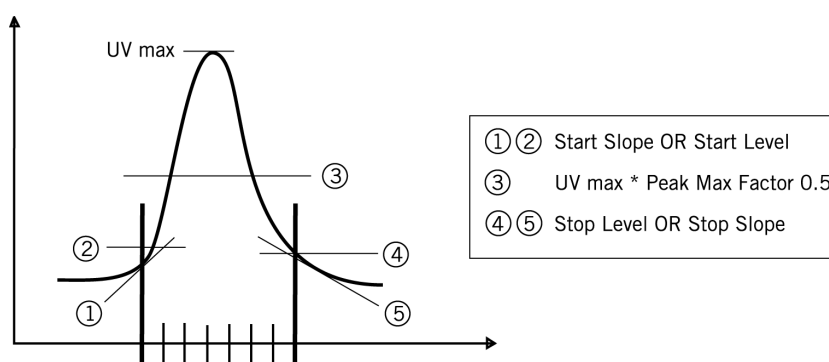 UV max
③
②
④
①
⑤
①② Start Slope OR Start Level
③ UV max * Peak Max Factor 0.5
④⑤ Stop Level OR Stop Slope